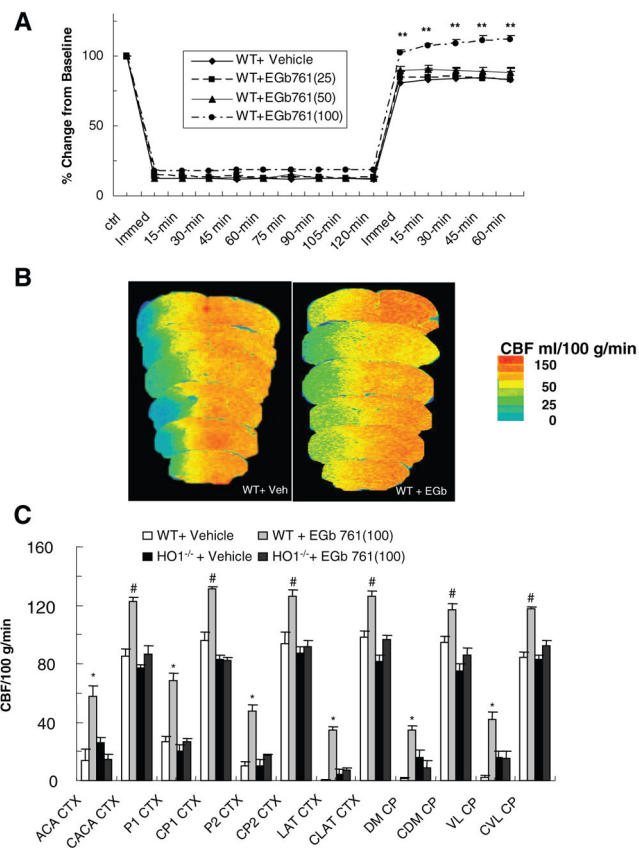 A
% Change from Baseline
100
50
0
WT+ Vehicle
WT+EGb761(25)
WT+EGb761(50)
WT+EGb761(100)
** ** ** ** **
ctrl
Immed
15-min
30-min
45 min
60-min
75 min
90-min
105-min
120-min
Immed
15-min
30-min
45-min
60-min
B
WT+ Veh
WT + EGb
CBF ml/100 g/min
150
50
25
0
C
WT+ Vehicle
WT + EGb 761(100)
HO1-/- + Vehicle
HO1-/-+ EGb 761(100)
CBF/100 g/min
160
120
80
40
0
* # * # * # * # * # * #
ACA CTX
CACA CTX
P1 CTX
CP1 CTX
P2 CTX
CP2 CTX
LAT CTX
CLAT CTX
DM CP
CDM CP
VL CP
CVL CP